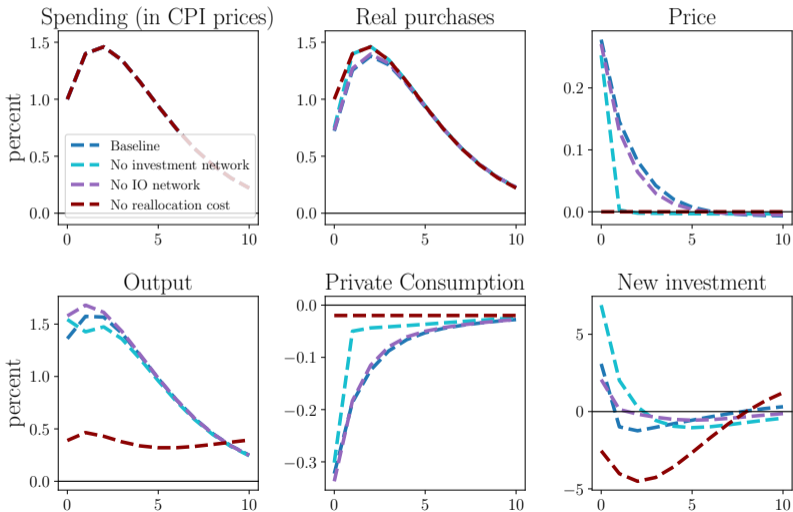 Spending (in CPI prices)
Real purchases
Price
percent
1.5
1.0
0.5
0.0
Baseline
No investment network
No IO network
No reallocation cost
0 5 10
1.5
1.0
0.5
0.0
0 5 10
0.2
0.1
0.0
0 5 10
Output
Private Consumption
New investment
percent
1.5
1.0
0.5
0.0
0 5 10
0.0
−0.1
−0.2
−0.3
0 5 10
5
0
−5
0 5 10